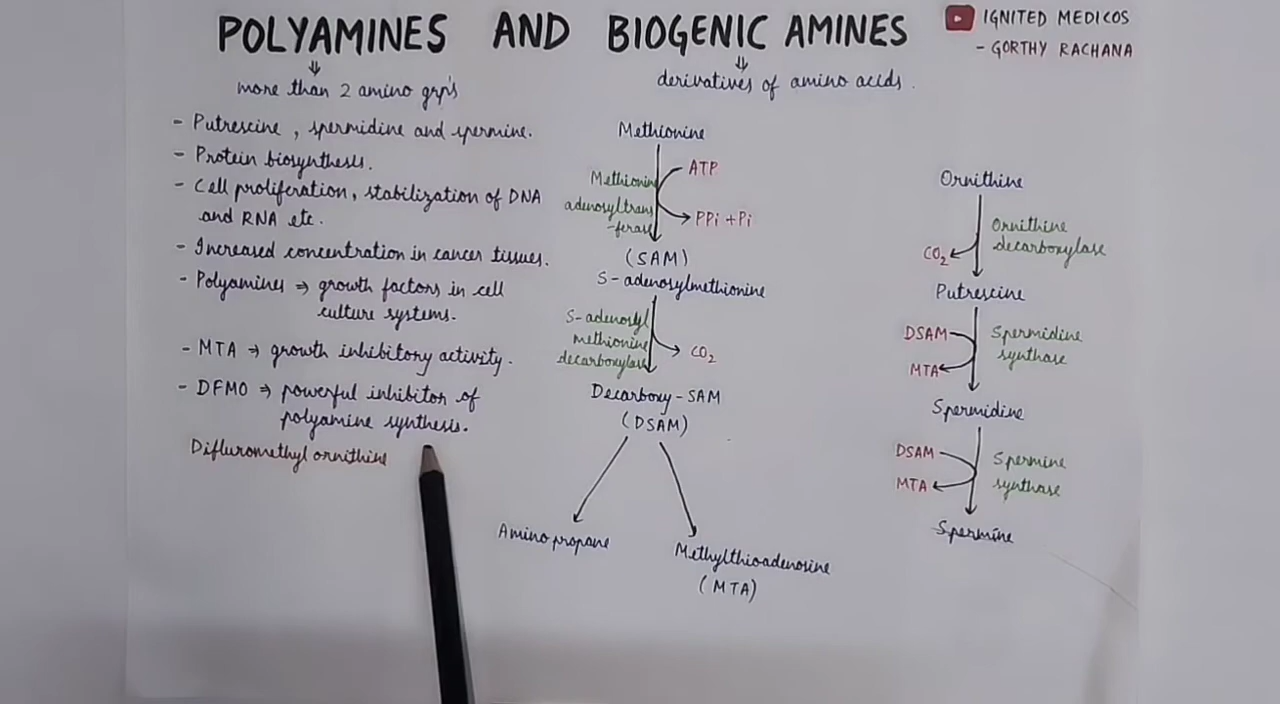 POLYAMINES AND BIOGENIC AMINES
IGNITED MEDICOS
- GORTHY RACHANA
⇓
more than 2 amino grp's
⇓
derivatives of amino acids.
- Putrescine, spermidine and spermine.
- Protein biosynthesis.
- Cell proliferation, stabilization of DNA
and RNA etc.
- Increased concentration in cancer tissues.
- Polyamines ⇒ growth factors in cell
culture systems.
- MTA → growth inhibitory activity.
- DFMO → powerful inhibitor of
polyamine synthesis.
Difluromethyl ornithine
Methionine
Methionine
adenosyltrans
-ferase
ATP
PPi + Pi
(SAM)
S-adenosylmethionine
S-adenosyl
methionine
decarboxylase
CO2
Decarboxy-SAM
(DSAM)
Aminopropane
Methylthioadenosine
(MTA)
Ornithine
Ornithine
decarboxylase
CO2
Putrescine
DSAM
MTA
Spermidine
synthase
Spermidine
DSAM
MTA
Spermine
synthase
Spermine